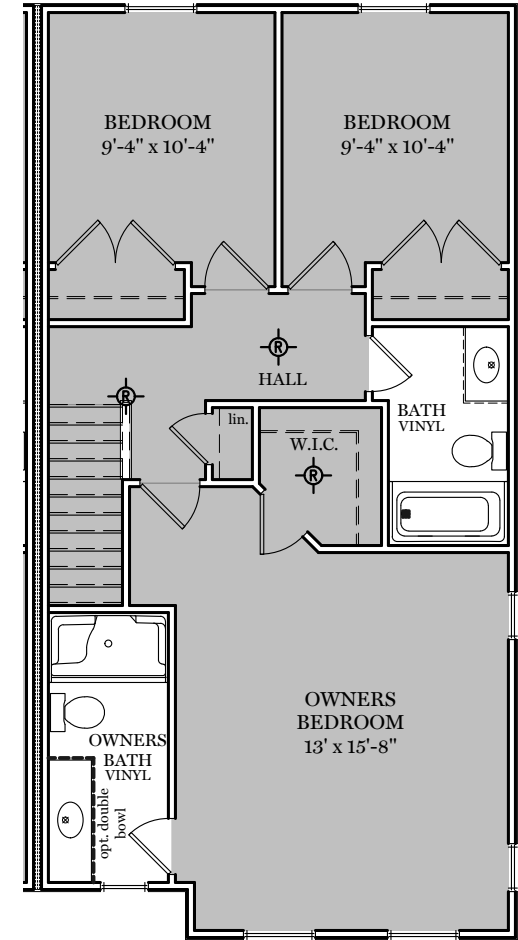 BEDROOM
9'-4" x 10'-4"
BEDROOM
9'-4" x 10'-4"
R
HALL
R
lin.
W.I.C.
R
BATH
VINYL
OWNERS
BEDROOM
13' x 15'-8"
OWNERS
BATH
VINYL
opt. double
bowl